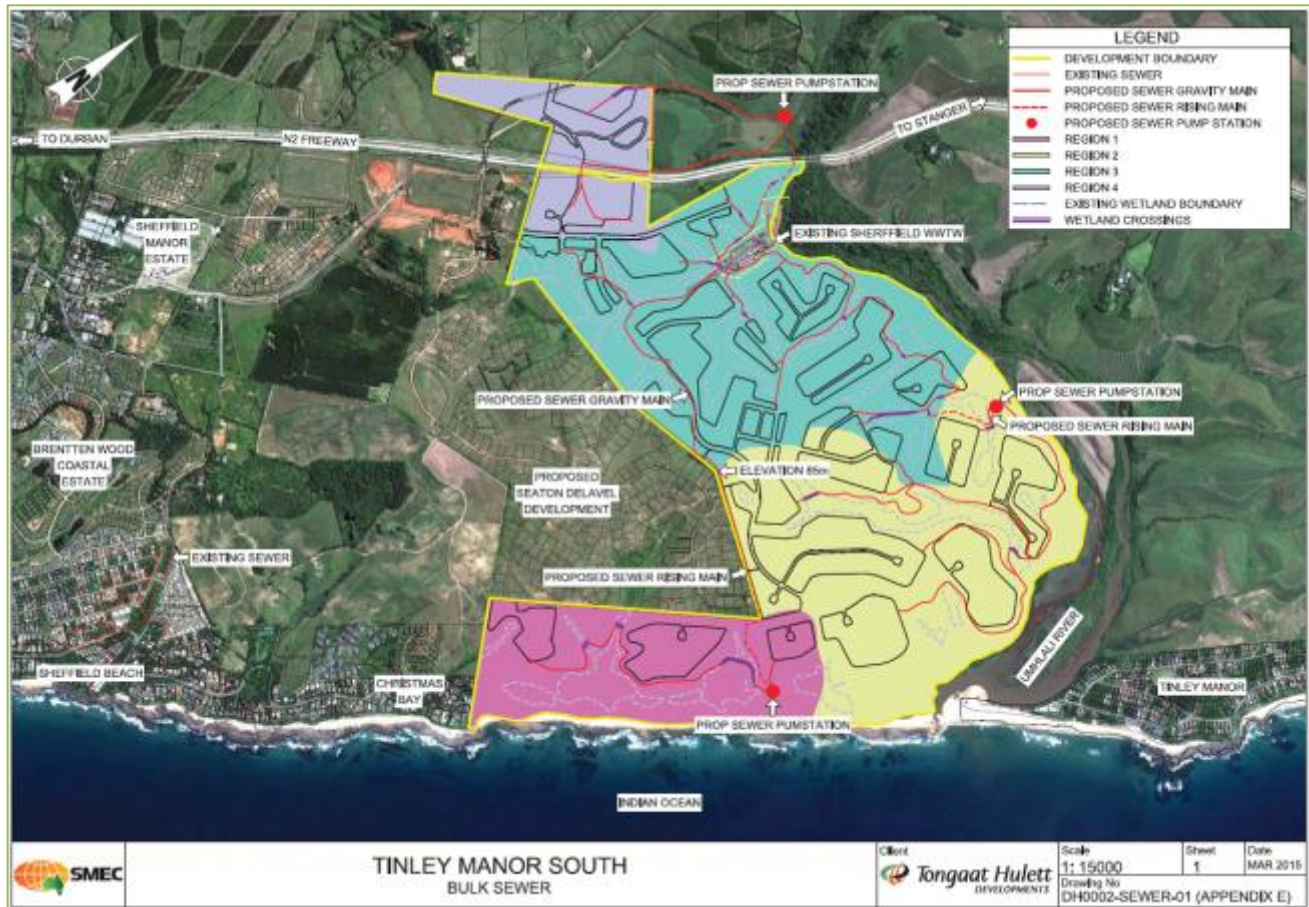 LEGEND
DEVELOPMENT BOUNDARY
EXISTING SEWER
PROPOSED SEWER GRAVITY MAIN
PROPOSED SEWER RISING MAIN
PROPOSED SEWER PUMP STATION
REGION 1
REGION 2
REGION 3
REGION 4
EXISTING WETLAND BOUNDARY
WETLAND CROSSINGS
N
PROP SEWER PUMPSTATION
TO STANGER
TO DURBAN
N2 FREEWAY
SHEFFIELD
MANOR
ESTATE
EXISTING SHERFFIELD WWTW
PROPOSED SEWER GRAVITY MAIN
PROP SEWER PUMPSTATION
PROPOSED SEWER RISING MAIN
BRENTTEN WOOD
COASTAL
ESTATE
ELEVATION 65m
PROPOSED
SEATON DELAVEL
DEVELOPMENT
EXISTING SEWER
PROPOSED SEWER RISING MAIN
UMHLALI RIVER
SHEFFIELD BEACH
CHRISTMAS
BAY
TINLEY MANOR
PROP SEWER PUMSTATION
INDIAN OCEAN
SMEC
TINLEY MANOR SOUTH
BULK SEWER
Client
Tongaat Hulett
DEVELOPMENTS
Scale
1: 15000
Sheet
1
Date
MAR 2015
Drawing No
DH0002-SEWER-01 (APPENDIX E)